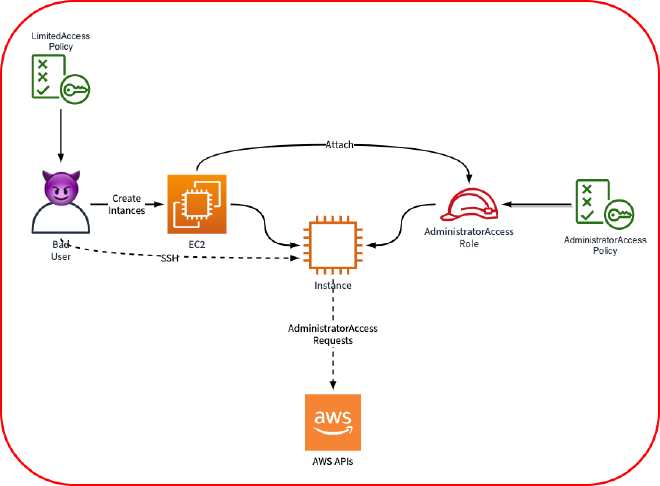 LimitedAccess
Policy
Attach
Create
Intances
Bad
User
EC2
SSH
AdministratorAccess
Role
AdministratorAccess
Policy
Instance
AdministratorAccess
Requests
aws
AWS APIs